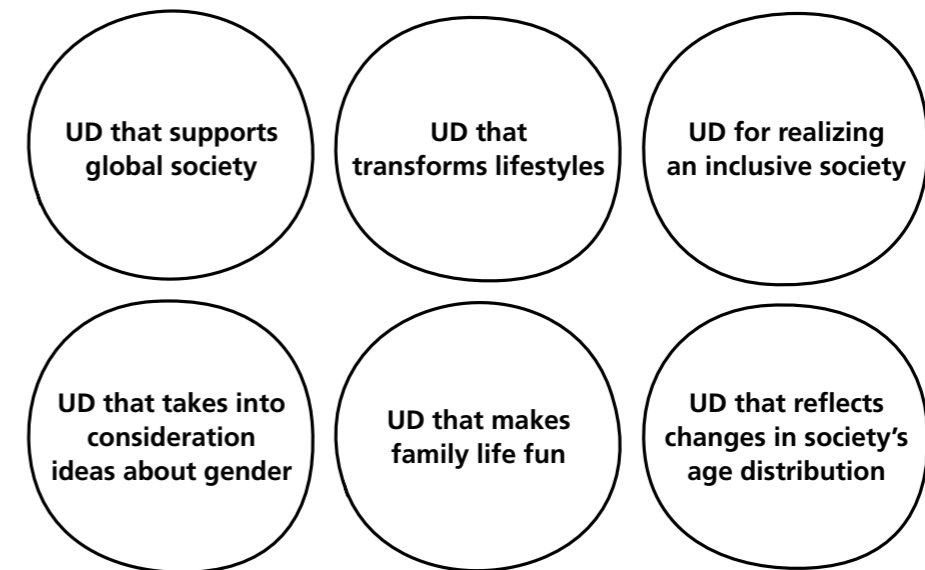 UD that supports
global society
UD that
transforms lifestyles
UD for realizing
an inclusive society
UD that takes into
consideration
ideas about gender
UD that makes
family life fun
UD that reflects
changes in society’s
age distribution